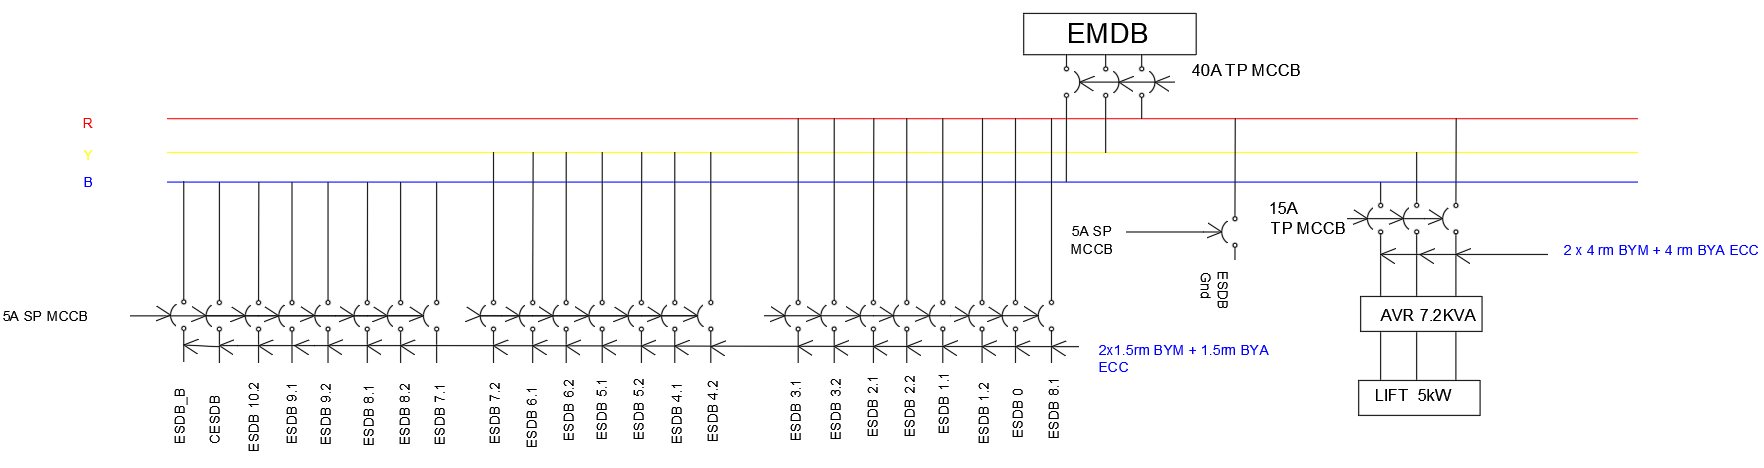 EMDB
40A TP MCCB
R
Y
B
15A
TP MCCB
5A SP
MCCB
2 x 4 rm BYM + 4 rm BYA ECC
ESDB
Gnd
5A SP MCCB
AVR 7.2KVA
2x1.5rm BYM + 1.5rm BYA
ECC
LIFT 5kW
ESDB_B
CESDB
ESDB 10.2
ESDB 9.1
ESDB 9.2
ESDB 8.1
ESDB 8.2
ESDB 7.1
ESDB 7.2
ESDB 6.1
ESDB 6.2
ESDB 5.1
ESDB 5.2
ESDB 4.1
ESDB 4.2
ESDB 3.1
ESDB 3.2
ESDB 2.1
ESDB 2.2
ESDB 1.1
ESDB 1.2
ESDB 0
ESDB 8.1